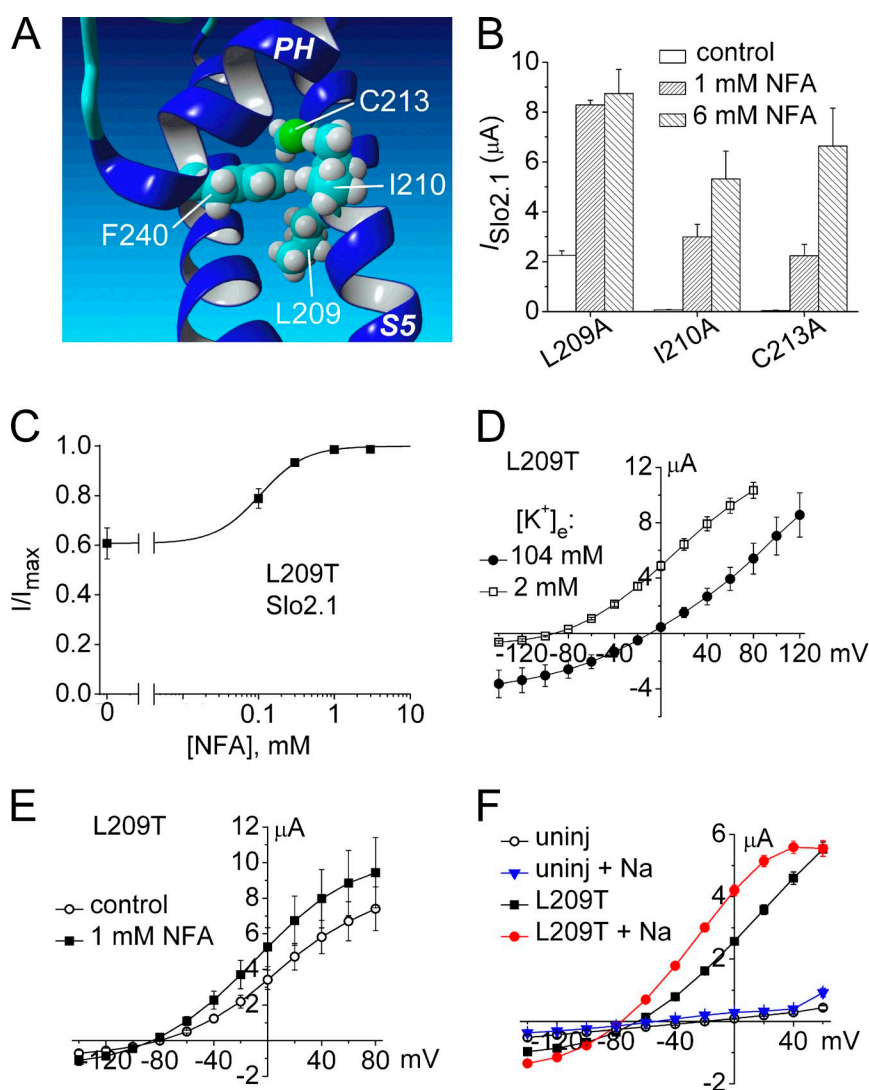 A
PH
C213
I210
F240
L209
S5
B
control
1 mM NFA
6 mM NFA
I_Slo2.1 (μA)
10
8
6
4
2
0
L209A
I210A
C213A
C
I/I_max
1.0
0.8
0.6
0.4
0.2
0.0
L209T
Slo2.1
0
0.1
1
10
[NFA], mM
D
L209T
[K⁺]ₑ:
104 mM
2 mM
12
μA
8
4
-4
-120
-80
-40
40
80
120
mV
E
L209T
control
1 mM NFA
12
μA
10
8
6
4
2
-2
-120
-80
-40
40
80
mV
F
uninj
uninj + Na
L209T
L209T + Na
6
μA
4
2
-2
-120
-80
-40
40
mV